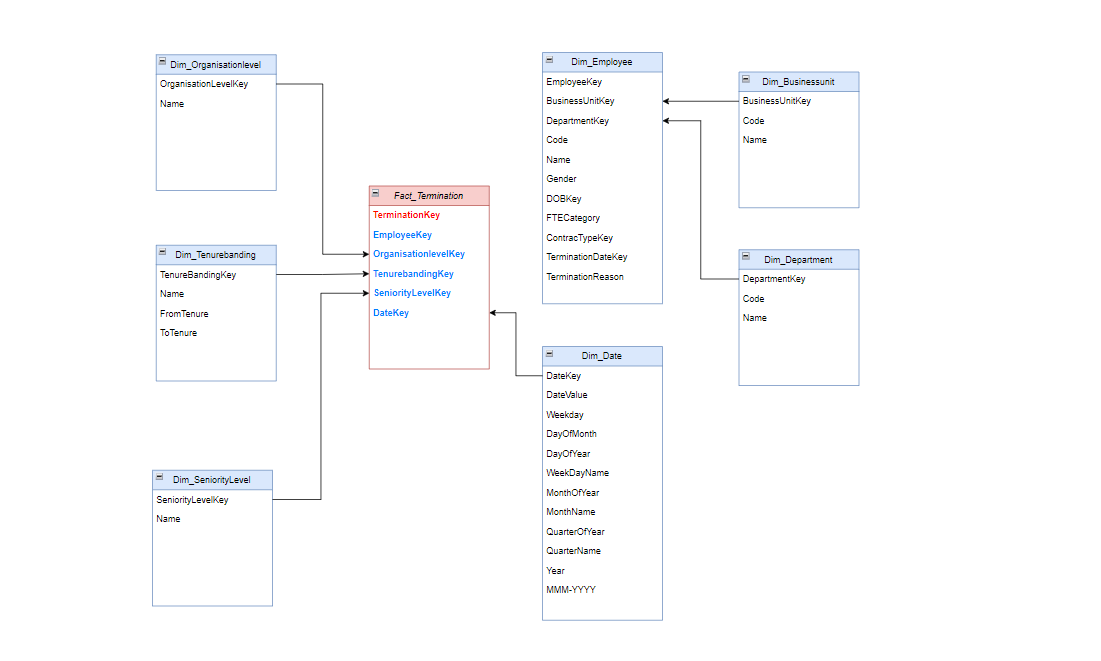 Dim_Organisationlevel
OrganisationLevelKey
Name
Dim_Tenurebanding
TenureBandingKey
Name
FromTenure
ToTenure
Dim_SeniorityLevel
SeniorityLevelKey
Name
Fact_Termination
TerminationKey
EmployeeKey
OrganisationlevelKey
TenurebandingKey
SeniorityLevelKey
DateKey
Dim_Employee
EmployeeKey
BusinessUnitKey
DepartmentKey
Code
Name
Gender
DOBKey
FTECategory
ContracTypeKey
TerminationDateKey
TerminationReason
Dim_Date
DateKey
DateValue
Weekday
DayOfMonth
DayOfYear
WeekDayName
MonthOfYear
MonthName
QuarterOfYear
QuarterName
Year
MMM-YYYY
Dim_Businessunit
BusinessUnitKey
Code
Name
Dim_Department
DepartmentKey
Code
Name